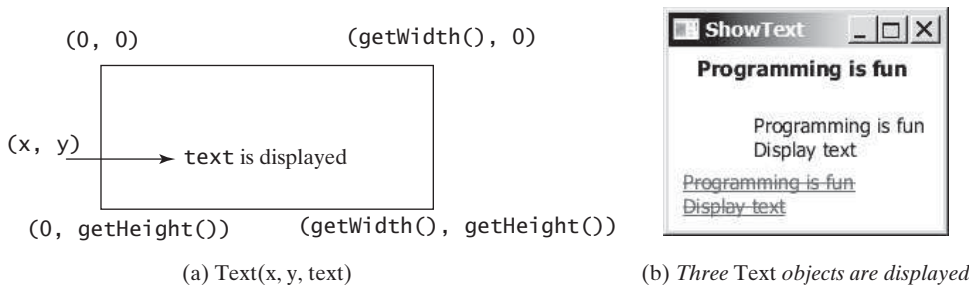 (0, 0)
(getWidth(), 0)
(x, y)
text is displayed
(0, getHeight())
(getWidth(), getHeight())
(a) Text(x, y, text)
ShowText
Programming is fun
Programming is fun
Display text
Programming is fun
Display text
(b) Three Text objects are displayed